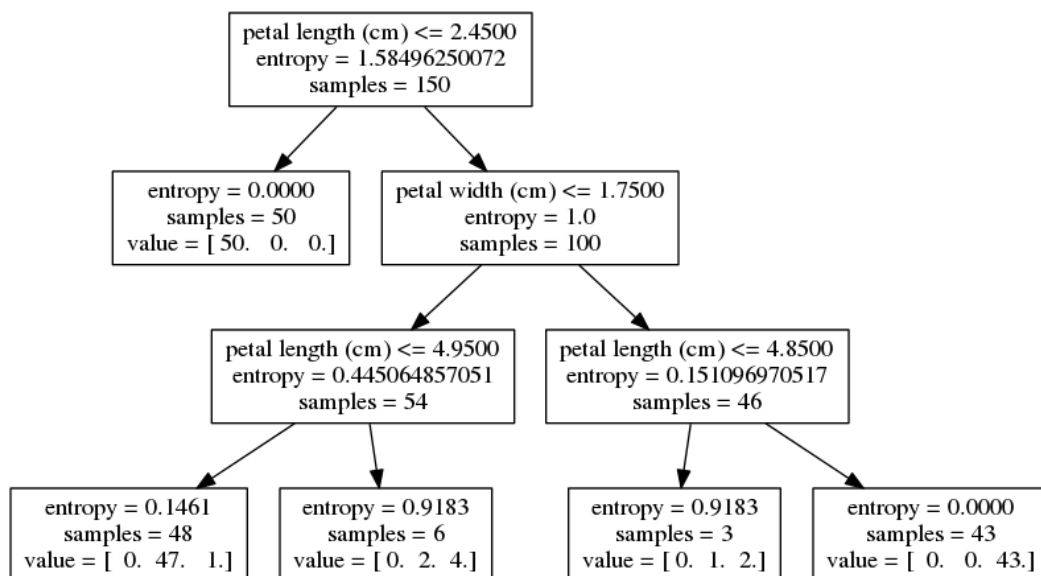 petal length (cm) <= 2.4500
entropy = 1.58496250072
samples = 150
entropy = 0.0000
samples = 50
value = [ 50.   0.   0.]
petal width (cm) <= 1.7500
entropy = 1.0
samples = 100
petal length (cm) <= 4.9500
entropy = 0.445064857051
samples = 54
petal length (cm) <= 4.8500
entropy = 0.151096970517
samples = 46
entropy = 0.1461
samples = 48
value = [  0.  47.   1.]
entropy = 0.9183
samples = 6
value = [ 0.  2.  4.]
entropy = 0.9183
samples = 3
value = [ 0.  1.  2.]
entropy = 0.0000
samples = 43
value = [  0.   0.  43.]